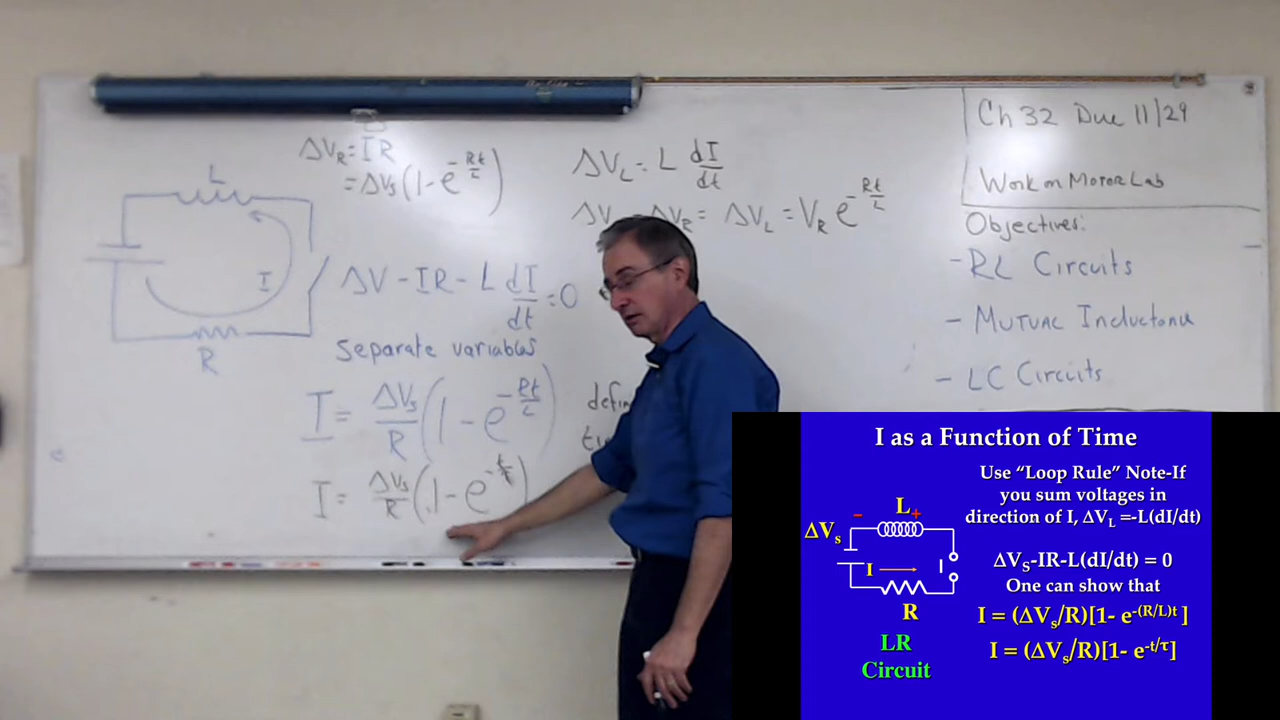 ΔV_R = IR
= ΔV_S (1 - e^{-Rt/L})
L
I
R
ΔV - IR - L dI/dt = 0
Separate variables
I = ΔV_S/R (1 - e^{-Rt/L})
I = ΔV_S/R (1 - e^{-t/τ})
ΔV_L = L dI/dt
ΔV_R = ΔV_L = V_R e^{-Rt/L}
Ch 32 Due 11/29
Work on Motor Lab
Objectives:
- RL Circuits
- Mutual Inductance
- LC Circuits
I as a Function of Time
Use “Loop Rule” Note-If
you sum voltages in
direction of I, ΔV_L =-L(dI/dt)
ΔV_S-IR-L(dI/dt) = 0
One can show that
I = (ΔV_s/R)[1- e^{-(R/L)t}]
I = (ΔV_s/R)[1- e^{-t/τ}]
- L+
ΔV_s
I
R
LR
Circuit